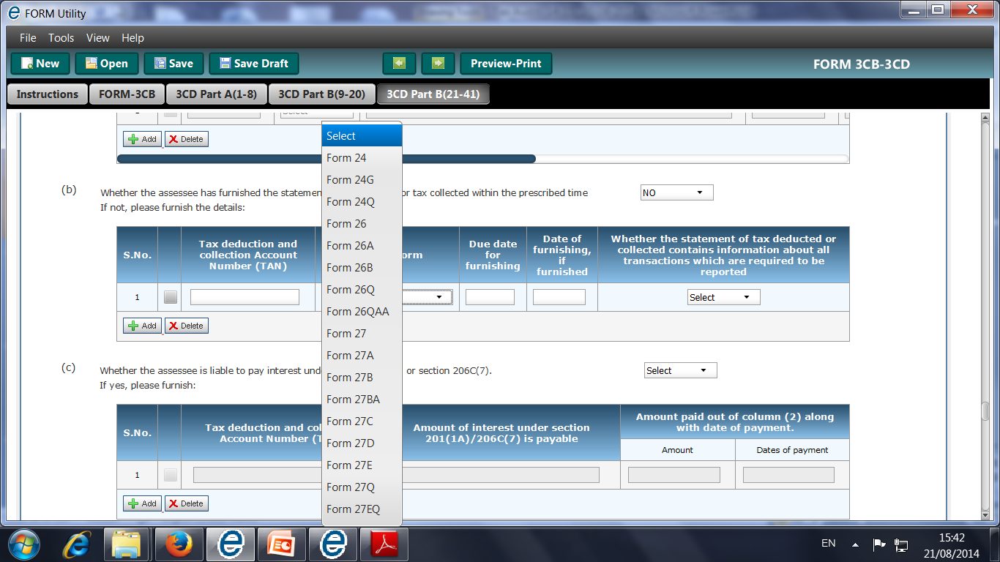 FORM Utility
File Tools View Help
New Open Save Save Draft Preview-Print FORM 3CB-3CD
Instructions FORM-3CB 3CD Part A(1-8) 3CD Part B(9-20) 3CD Part B(21-41)
Add Delete
(b) Whether the assessee has furnished the statemen or tax collected within the prescribed time NO
If not, please furnish the details:
Select
Form 24
Form 24G
Form 24Q
Form 26
Form 26A
Form 26B
Form 26Q
Form 26QAA
Form 27
Form 27A
Form 27B
Form 27BA
Form 27C
Form 27D
Form 27E
Form 27Q
Form 27EQ
S.No.
Tax deduction and
collection Account
Number (TAN)
orm
Due date
for
furnishing
Date of
furnishing,
if
furnished
Whether the statement of tax deducted or
collected contains information about all
transactions which are required to be
reported
1 Select
Add Delete
(c) Whether the assessee is liable to pay interest und or section 206C(7). Select
If yes, please furnish:
S.No.
Tax deduction and col
Account Number (T
Amount of interest under section
201(1A)/206C(7) is payable
Amount paid out of column (2) along
with date of payment.
Amount Dates of payment
1
Add Delete
EN 15:42
21/08/2014